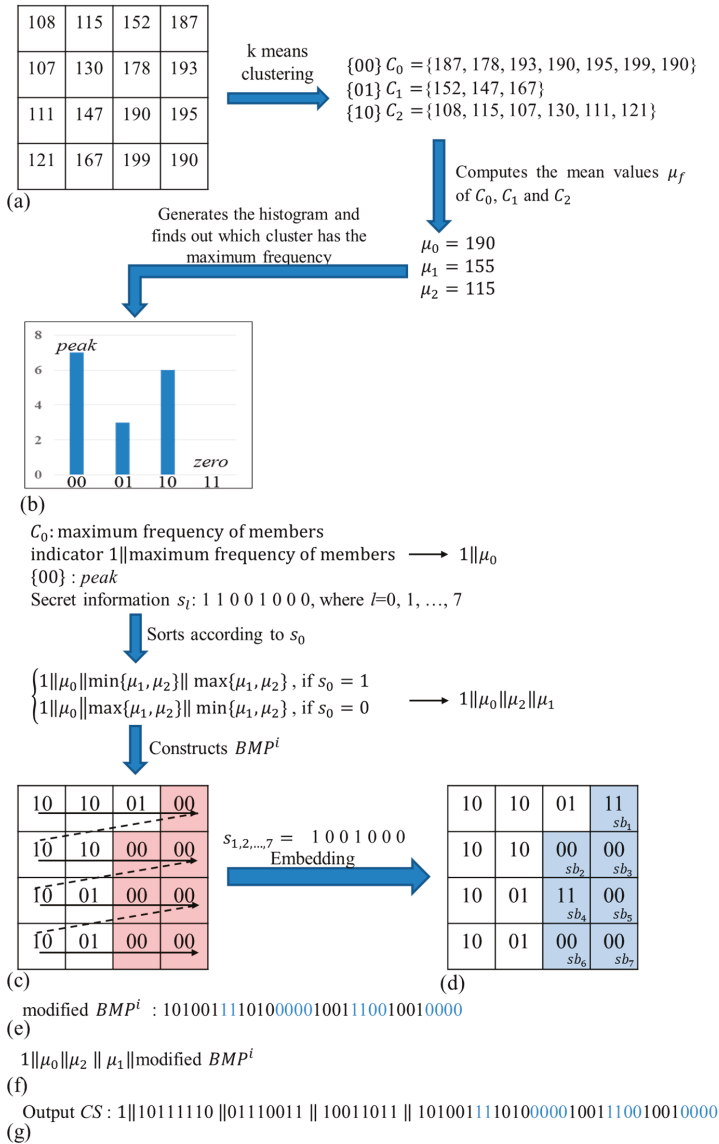 108 115 152 187
107 130 178 193
111 147 190 195
121 167 199 190
(a)
k means
clustering
{00} C₀ ={187, 178, 193, 190, 195, 199, 190}
{01} C₁ ={152, 147, 167}
{10} C₂ ={108, 115, 107, 130, 111, 121}
Computes the mean values μ_f
of C₀, C₁ and C₂
μ₀ = 190
μ₁ = 155
μ₂ = 115
Generates the histogram and
finds out which cluster has the
maximum frequency
8
6
4
2
0
peak
zero
00 01 10 11
(b)
C₀: maximum frequency of members
indicator 1‖maximum frequency of members → 1‖μ₀
{00} : peak
Secret information s_l: 1 1 0 0 1 0 0 0, where l=0, 1, …, 7
Sorts according to s₀
1‖μ₀‖min{μ₁, μ₂}‖ max{μ₁, μ₂} , if s₀ = 1
1‖μ₀‖max{μ₁, μ₂}‖ min{μ₁, μ₂} , if s₀ = 0
1‖μ₀‖μ₂‖μ₁
Constructs BMPⁱ
10 10 01 00
10 10 00 00
10 01 00 00
10 01 00 00
(c)
s₁,₂,…,₇ = 1 0 0 1 0 0 0
Embedding
10 10 01 11 sb₁
10 10 00 sb₂ 00 sb₃
10 01 11 sb₄ 00 sb₅
10 01 00 sb₆ 00 sb₇
(d)
modified BMPⁱ : 10100111101000001001110010010000
(e)
1‖μ₀‖μ₂ ‖ μ₁‖modified BMPⁱ
(f)
Output CS : 1‖10111110 ‖01110011 ‖ 10011011 ‖ 10100111101000001001110010010000
(g)